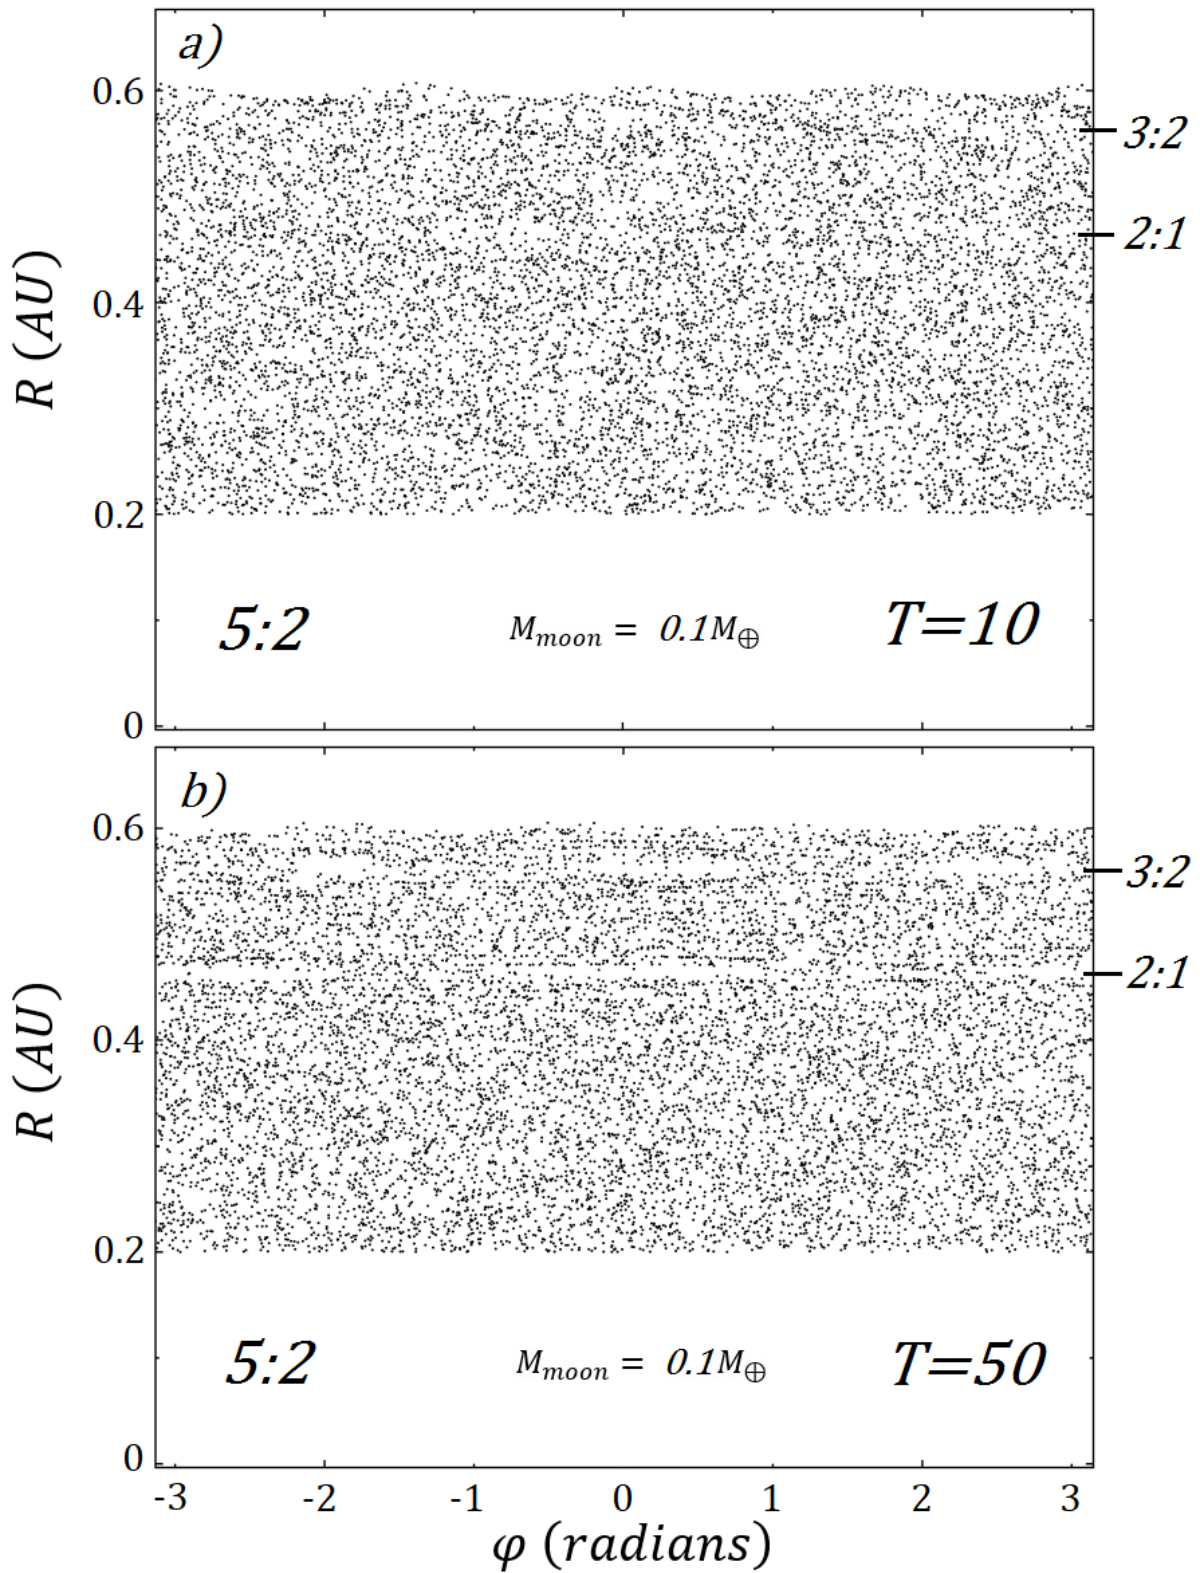 a)
0.6
3:2
2:1
0.4
R (AU)
0.2
5:2
M_moon = 0.1M_⊕
T=10
0
b)
0.6
3:2
2:1
0.4
R (AU)
0.2
5:2
M_moon = 0.1M_⊕
T=50
0
-3 -2 -1 0 1 2 3
φ (radians)